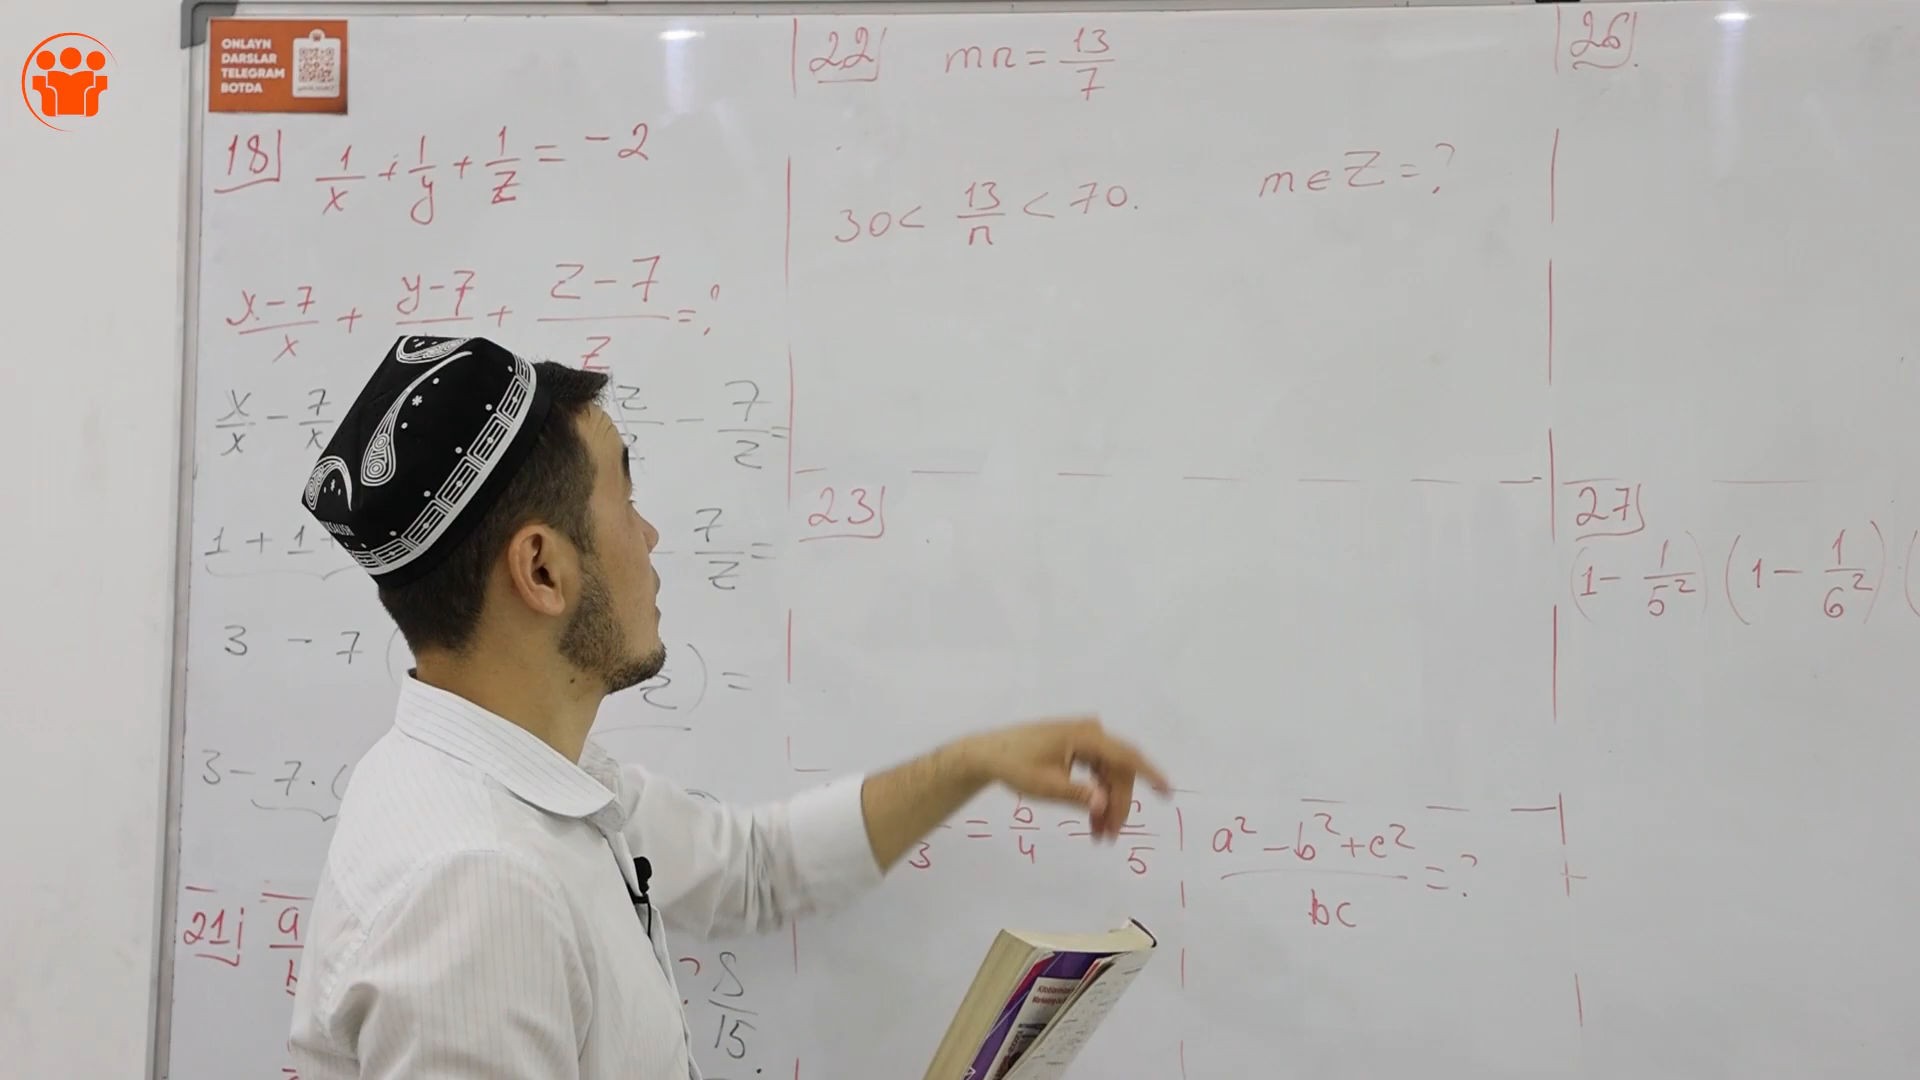 ONLAYN
DARSLAR
TELEGRAM
BOTDA
18] 1/x + 1/y + 1/z = -2
x-7/x + y-7/ + z-7/z = ?
x/x - 7/x z/ - 7/z =
1 + 1 - 7/z =
3 - 7 ( z ) =
3 - 7 . (
21] a/
? 8/15
22] mn = 13/7
30 < 13/n < 70. m ∈ Z = ?
23]
/3 = b/4 = /5
a² - b² + c²/bc = ?
26].
27]
(1 - 1/5²) (1 - 1/6²) (